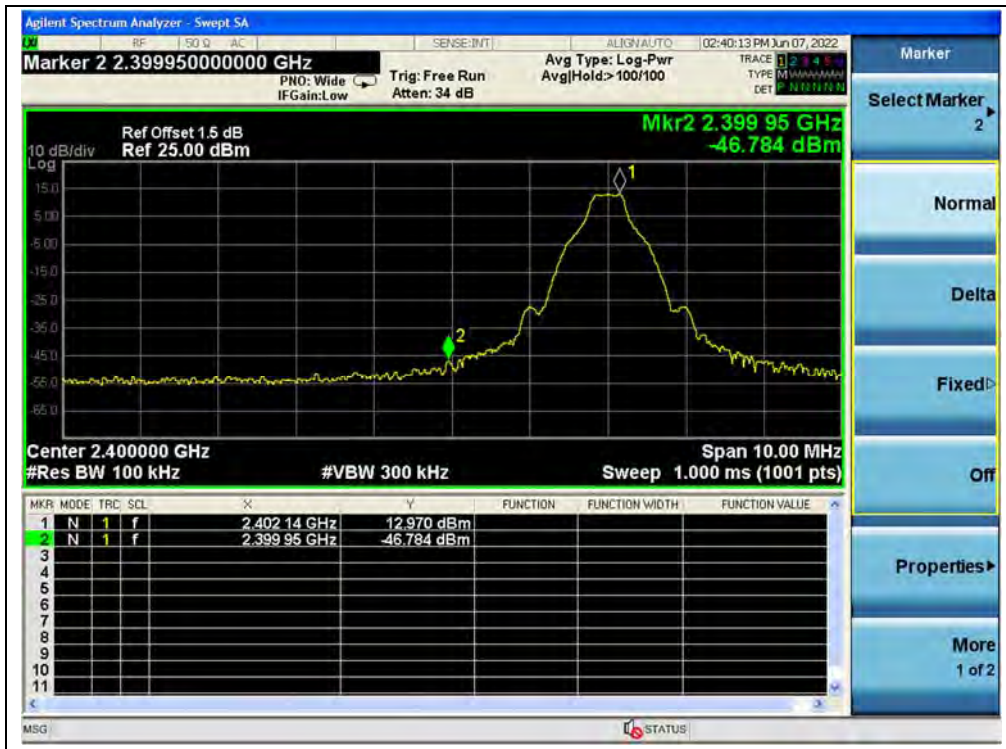 Agilent Spectrum Analyzer - Swept SA
RF 50 Ω AC SENSE:INT ALIGN AUTO 02:40:13 PM Jun 07, 2022
Marker 2 2.399950000000 GHz
PNO: Wide
IFGain:Low
Trig: Free Run
Atten: 34 dB
Avg Type: Log-Pwr
Avg|Hold:> 100/100
TRACE 1 2 3 4 5 6
TYPE M
DET P N N N N N
Marker
Select Marker
2
Normal
Delta
Fixed
Off
Properties
More
1 of 2
Mkr2 2.399 95 GHz
-46.784 dBm
Ref Offset 1.5 dB
10 dB/div Ref 25.00 dBm
Log
15.0
5.00
-5.00
-15.0
-25.0
-35.0
-45.0
-55.0
-65.0
1
2
Center 2.400000 GHz Span 10.00 MHz
#Res BW 100 kHz #VBW 300 kHz Sweep 1.000 ms (1001 pts)
MKR MODE TRC SCL X Y FUNCTION FUNCTION WIDTH FUNCTION VALUE
1 N 1 f 2.402 14 GHz 12.970 dBm
2 N 1 f 2.399 95 GHz -46.784 dBm
3
4
5
6
7
8
9
10
11
MSG STATUS